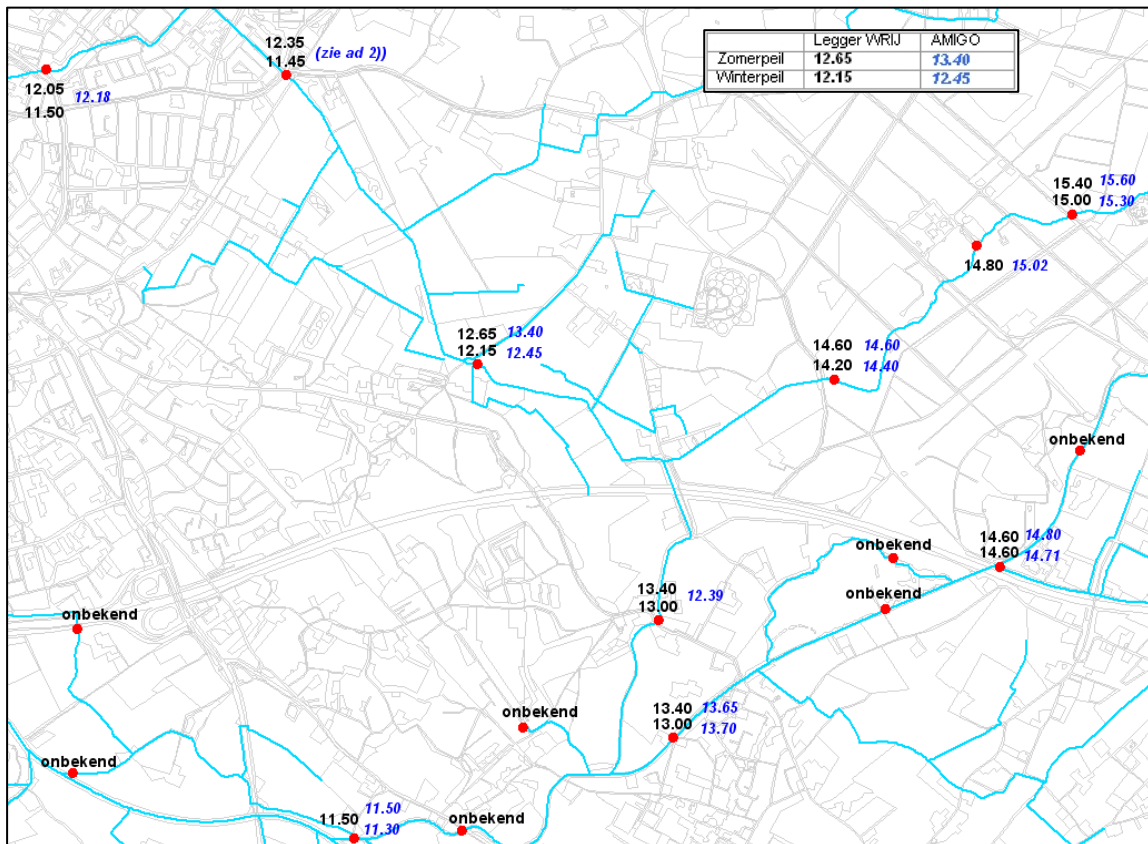 12.35 (zie ad 2))
11.45
Legger WRIJ AMIGO
Zomerpeil 12.65 13.40
Winterpeil 12.15 12.45
12.05 12.18
11.50
15.40 15.60
15.00 15.30
14.80 15.02
12.65 13.40
12.15 12.45
14.60 14.60
14.20 14.40
onbekend
14.60 14.80
14.60 14.71
onbekend
onbekend
13.40 12.39
13.00
onbekend
onbekend
13.40 13.65
13.00 13.70
onbekend
11.50 11.50
11.30
onbekend